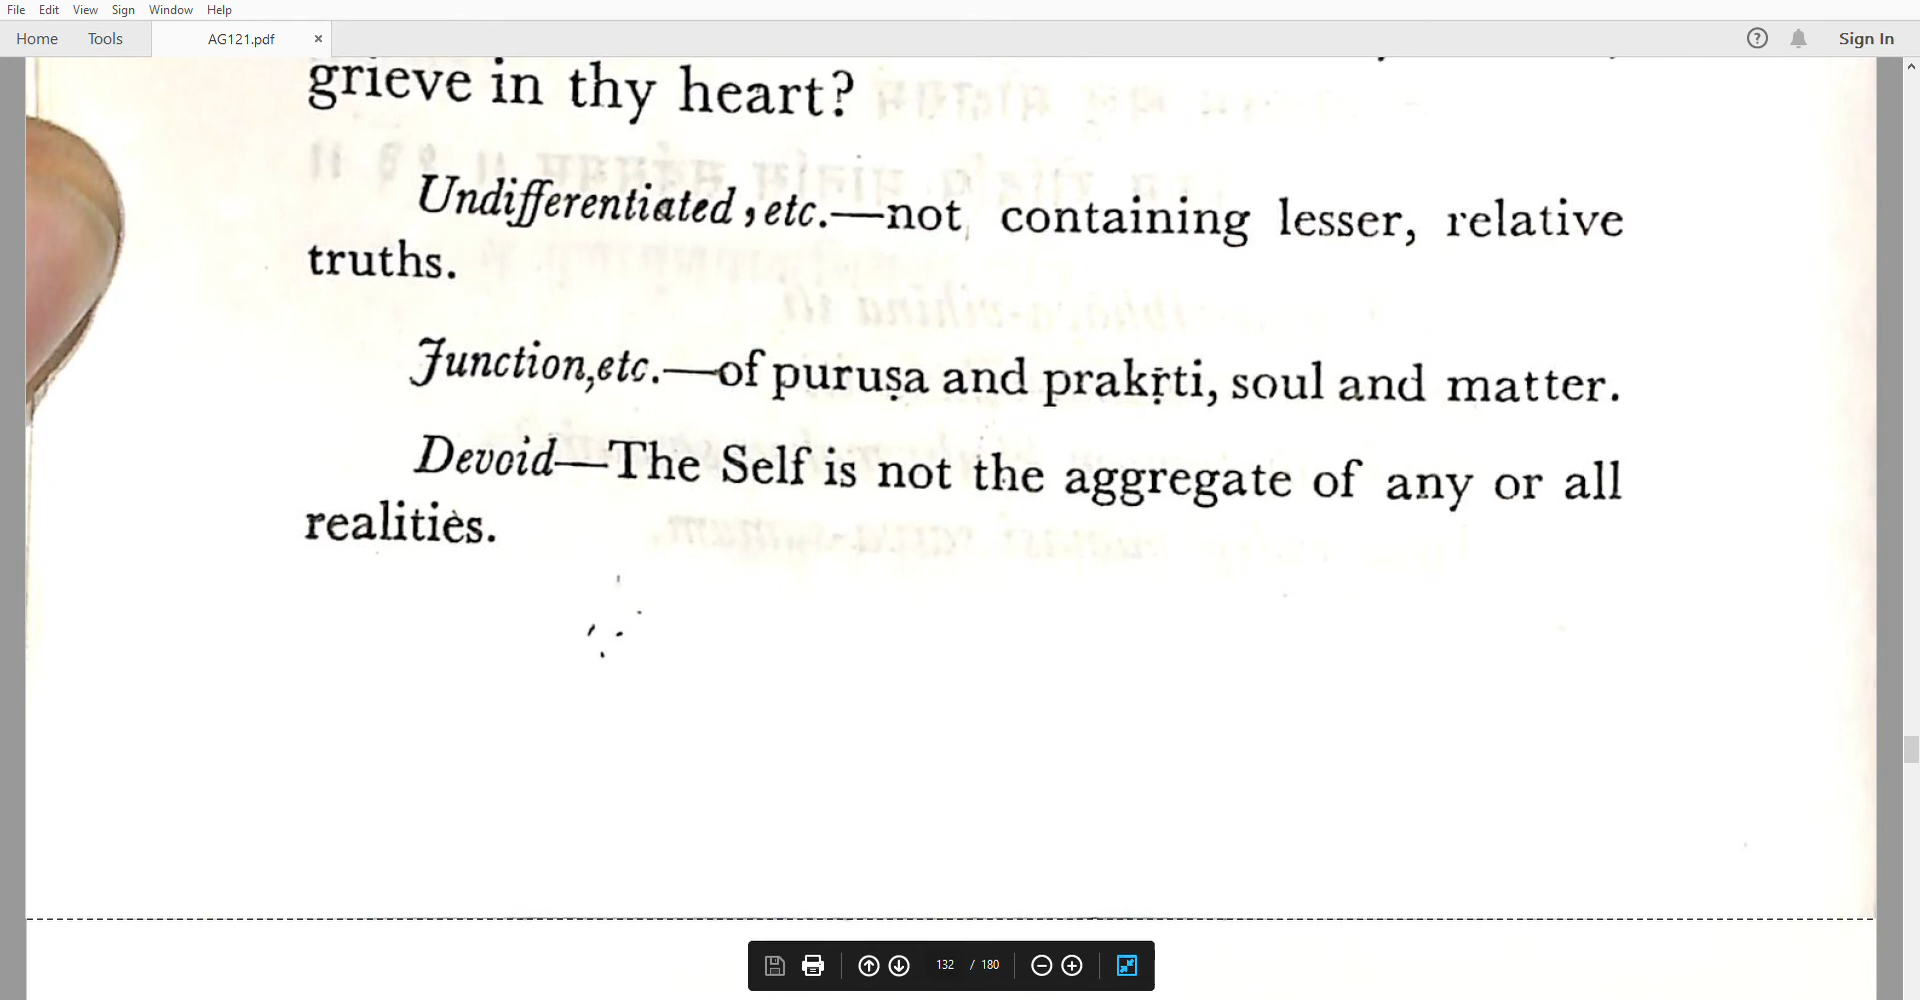 File Edit View Sign Window Help
Home Tools AG121.pdf × ? Sign In
grieve in thy heart?
Undifferentiated, etc.—not containing lesser, relative
truths.
Junction, etc.—of puruṣa and prakṛti, soul and matter.
Devoid—The Self is not the aggregate of any or all
realities.
132 / 180